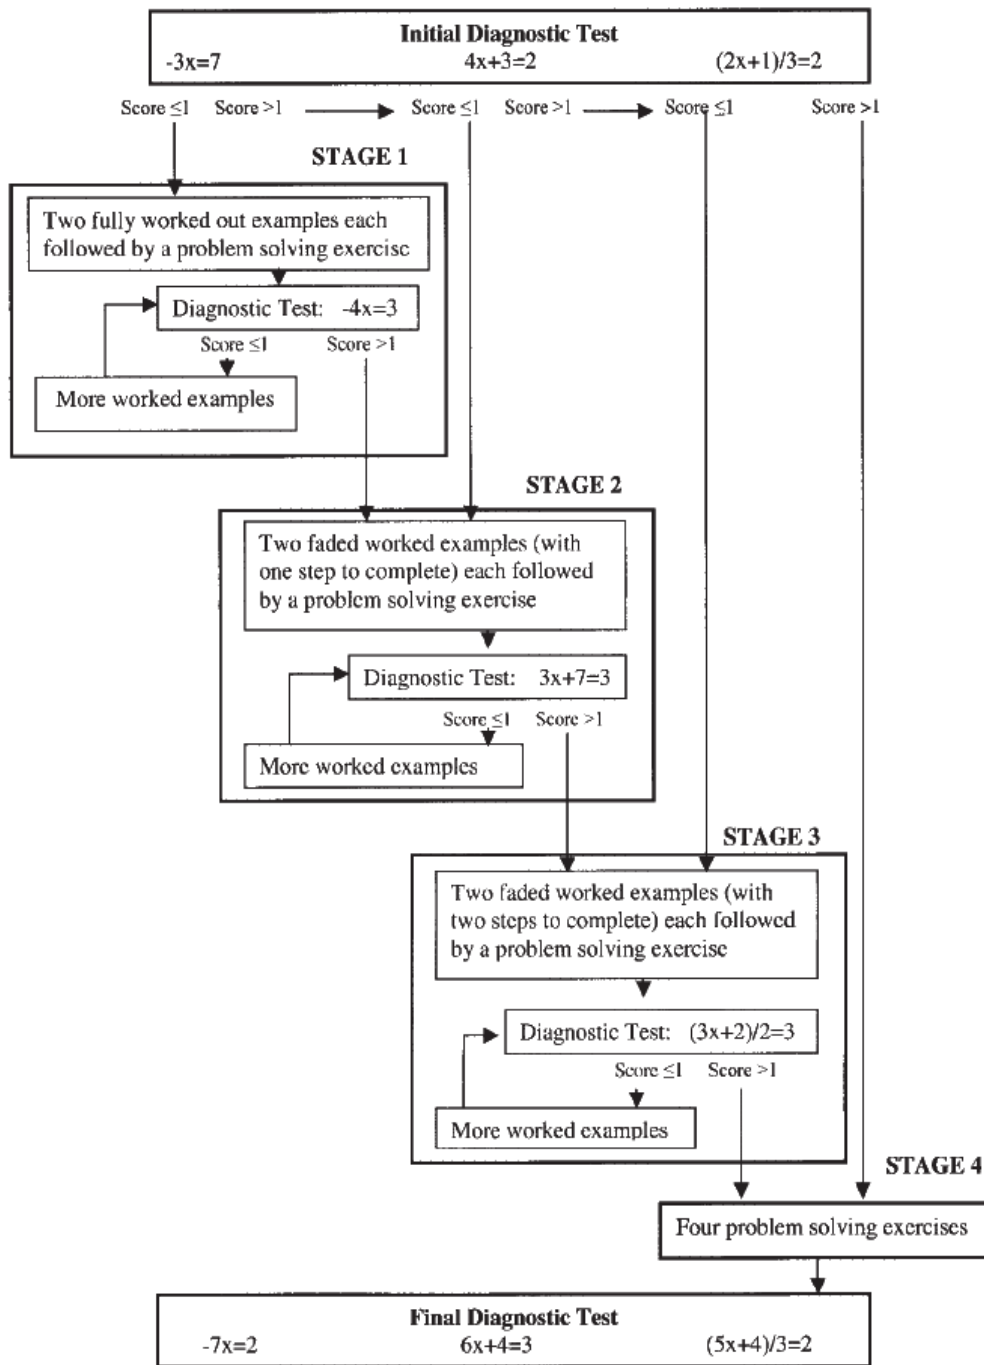 Initial Diagnostic Test
-3x=7 4x+3=2 (2x+1)/3=2
Score ≤1 Score >1 Score ≤1 Score >1 Score ≤1 Score >1
STAGE 1
Two fully worked out examples each
followed by a problem solving exercise
Diagnostic Test: -4x=3
Score ≤1 Score >1
More worked examples
STAGE 2
Two faded worked examples (with
one step to complete) each followed
by a problem solving exercise
Diagnostic Test: 3x+7=3
Score ≤1 Score >1
More worked examples
STAGE 3
Two faded worked examples (with
two steps to complete) each followed
by a problem solving exercise
Diagnostic Test: (3x+2)/2=3
Score ≤1 Score >1
More worked examples
STAGE 4
Four problem solving exercises
Final Diagnostic Test
-7x=2 6x+4=3 (5x+4)/3=2